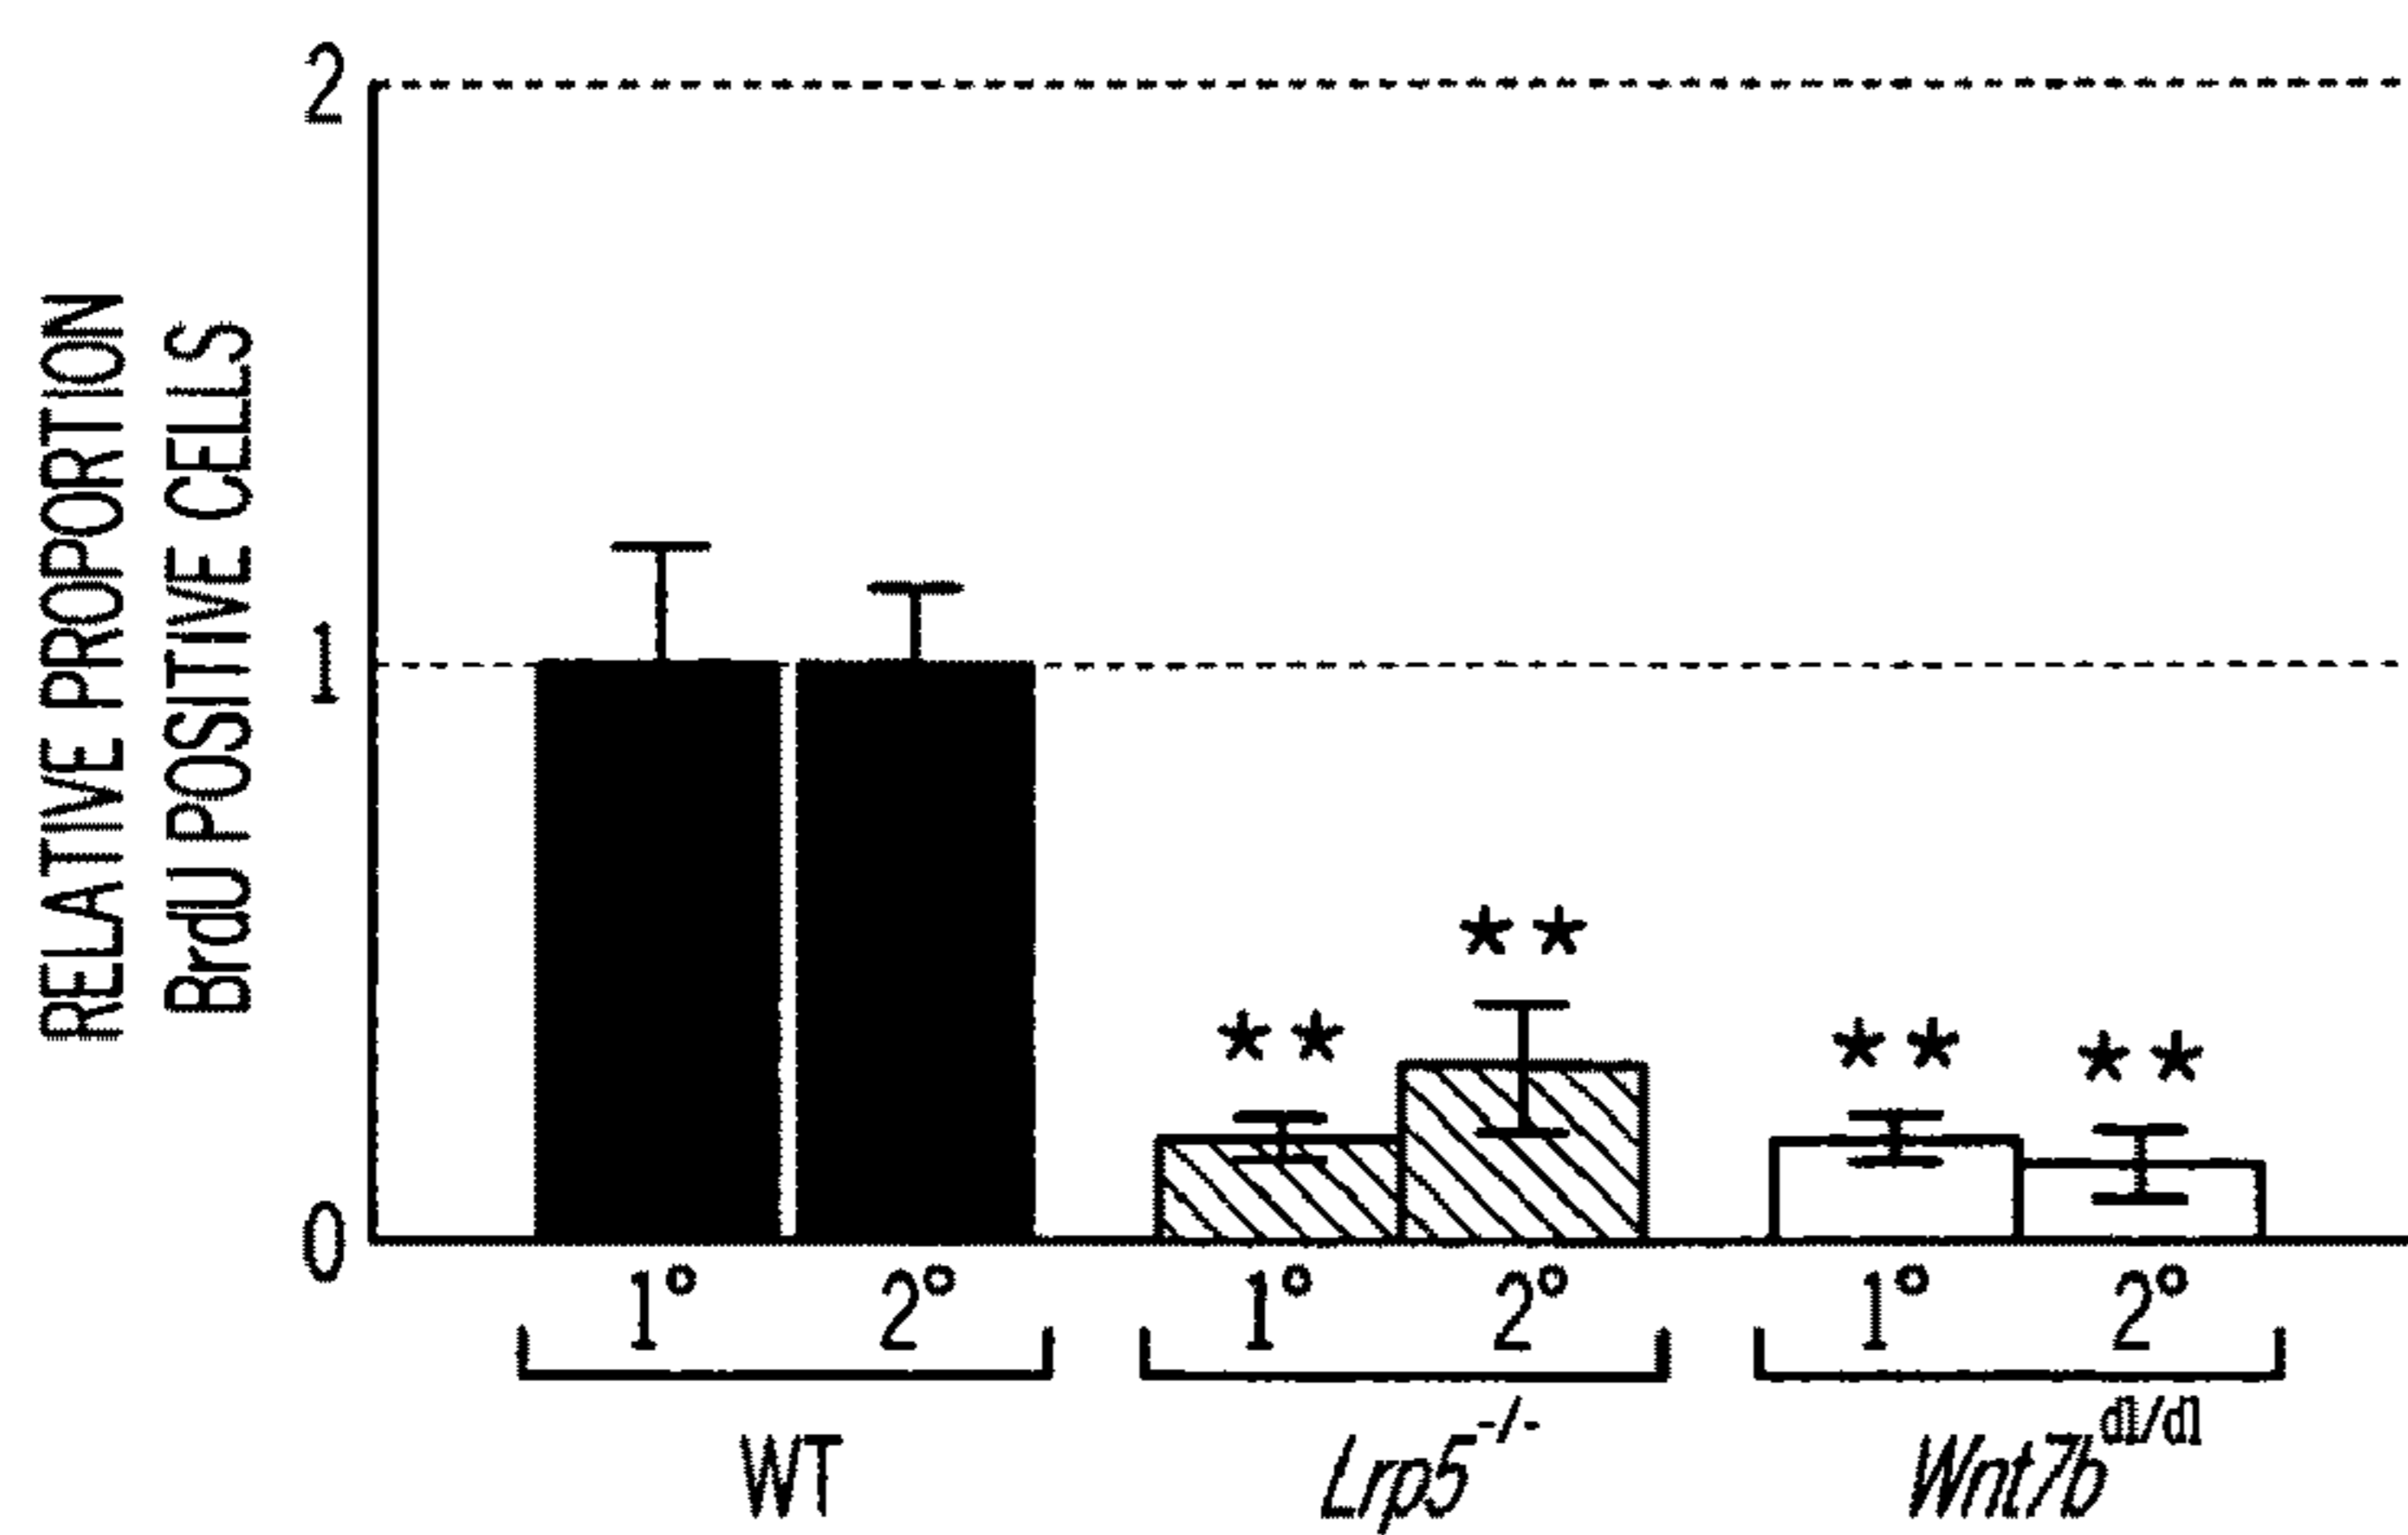 RELATIVE PROPORTION
BrdU POSITIVE CELLS
2
1
0
**
**
**
**
1° 2° 1° 2° 1° 2°
WT Lrp5-/- Wnt7bd1/d1